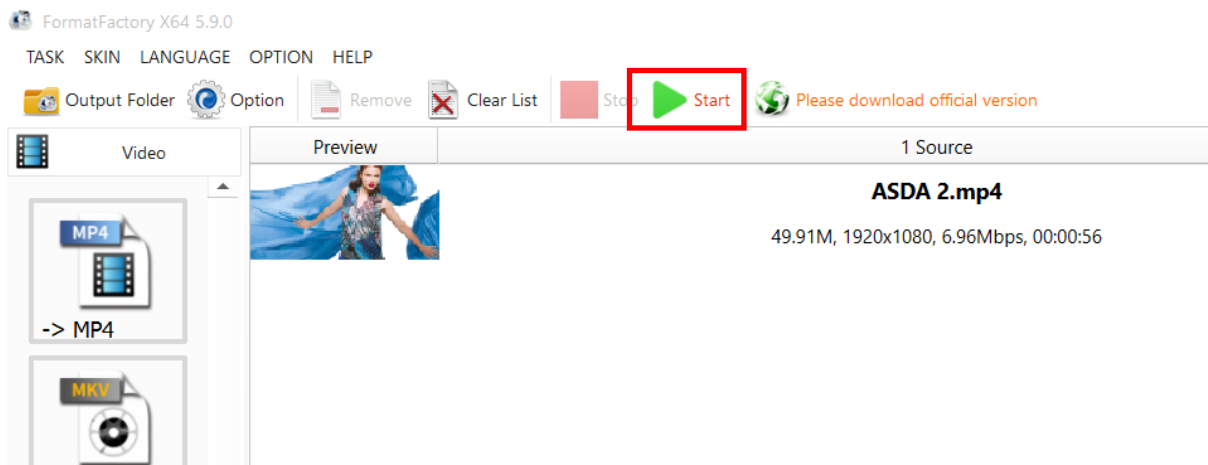 FormatFactory X64 5.9.0
TASK SKIN LANGUAGE OPTION HELP
Output Folder Option Remove Clear List Stop Start Please download official version
Video Preview 1 Source
ASDA 2.mp4
49.91M, 1920x1080, 6.96Mbps, 00:00:56
MP4
-> MP4
MKV